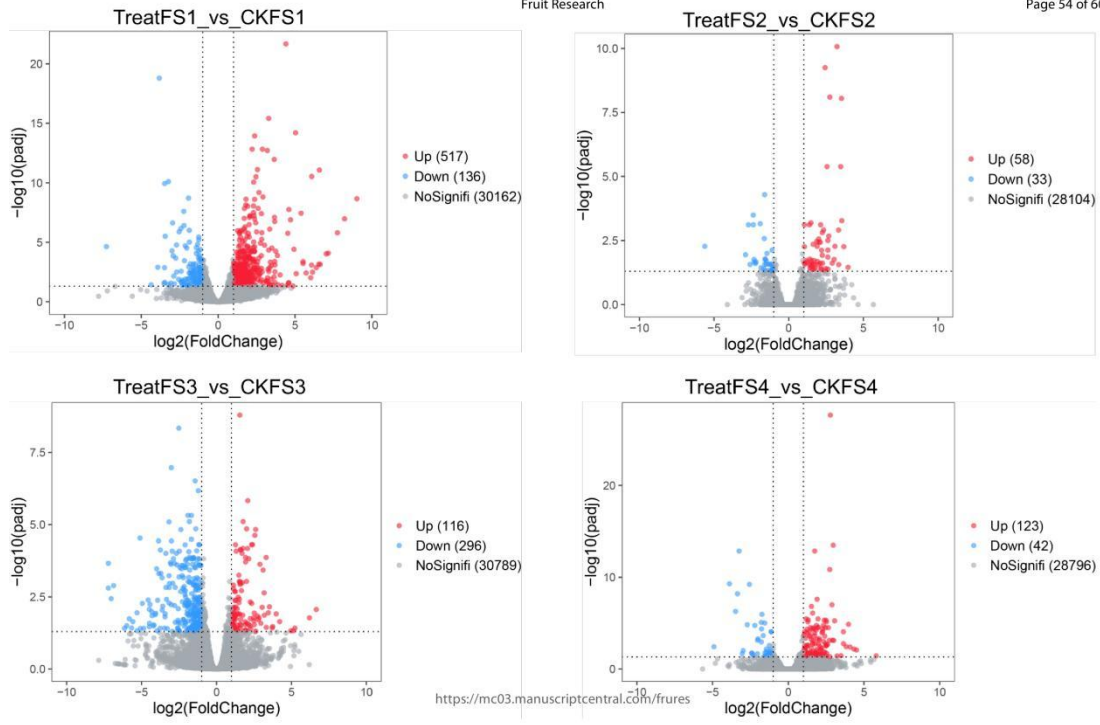 Fruit Research
Page 54 of 60
TreatFS1_vs_CKFS1
−log10(padj)
20
15
10
5
0
−10 −5 0 5 10
log2(FoldChange)
Up (517)
Down (136)
NoSignifi (30162)
TreatFS2_vs_CKFS2
−log10(padj)
10.0
7.5
5.0
2.5
0.0
−10 −5 0 5 10
log2(FoldChange)
Up (58)
Down (33)
NoSignifi (28104)
TreatFS3_vs_CKFS3
−log10(padj)
7.5
5.0
2.5
0.0
−10 −5 0 5 10
log2(FoldChange)
Up (116)
Down (296)
NoSignifi (30789)
TreatFS4_vs_CKFS4
−log10(padj)
20
10
0
−10 −5 0 5 10
log2(FoldChange)
Up (123)
Down (42)
NoSignifi (28796)
https://mc03.manuscriptcentral.com/frures